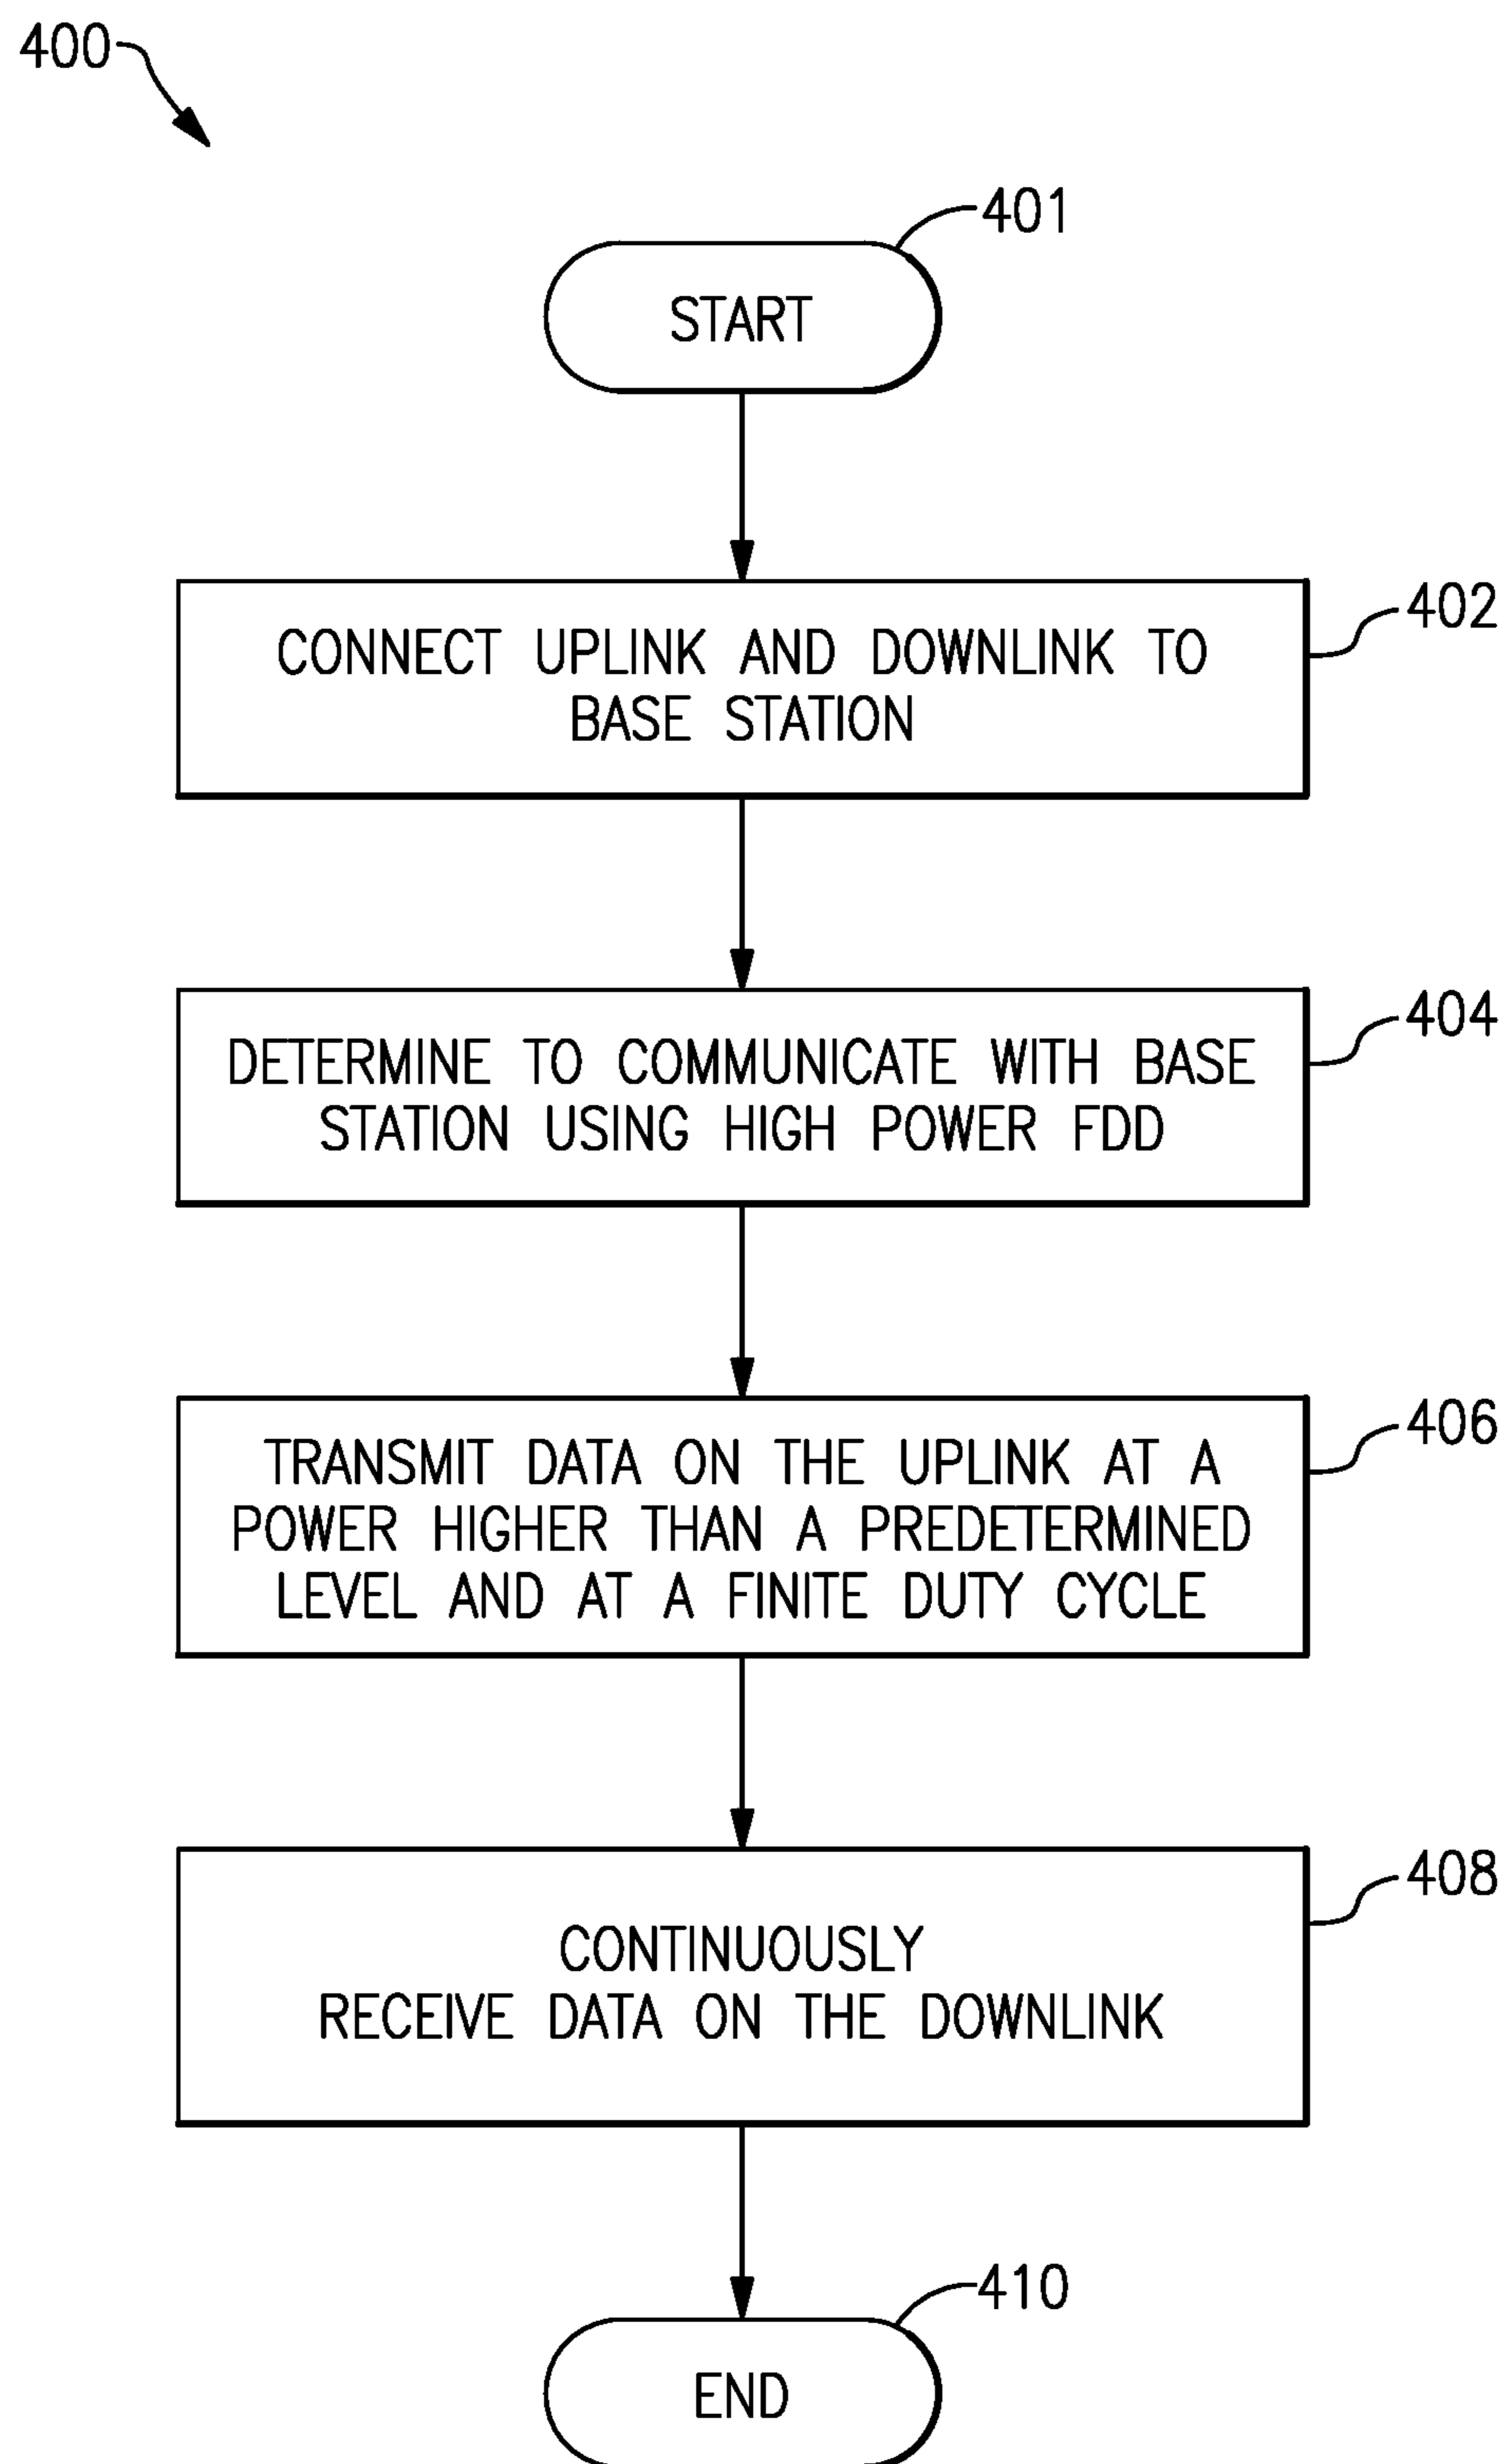 400
401
START
402
CONNECT UPLINK AND DOWNLINK TO
BASE STATION
404
DETERMINE TO COMMUNICATE WITH BASE
STATION USING HIGH POWER FDD
406
TRANSMIT DATA ON THE UPLINK AT A
POWER HIGHER THAN A PREDETERMINED
LEVEL AND AT A FINITE DUTY CYCLE
408
CONTINUOUSLY
RECEIVE DATA ON THE DOWNLINK
410
END